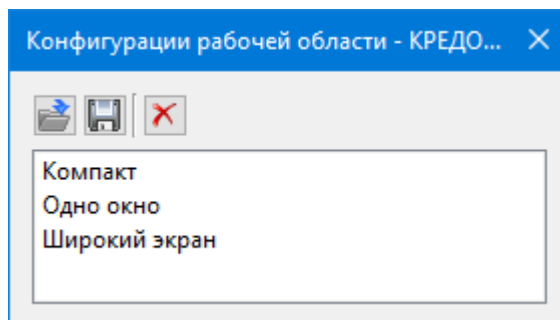 Конфигурации рабочей области - КРЕДО...
Компакт
Одно окно
Широкий экран